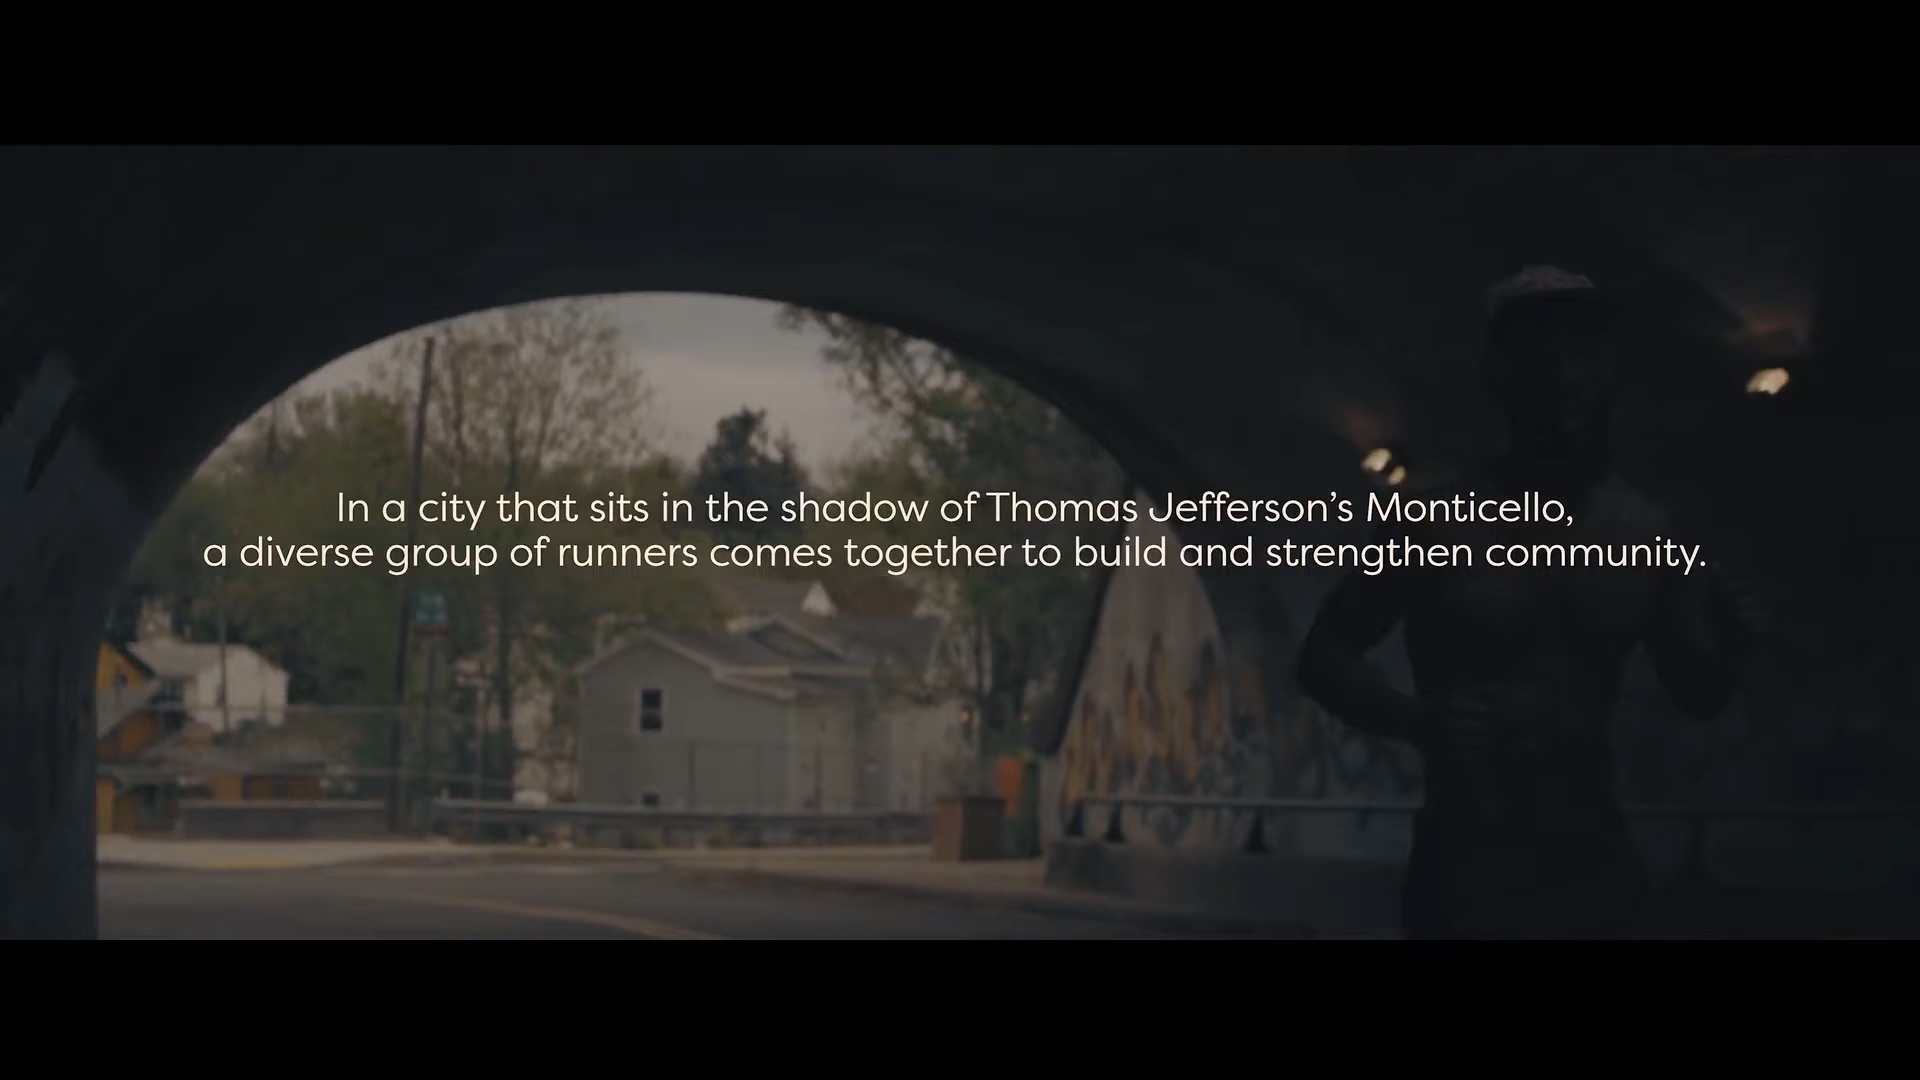 In a city that sits in the shadow of Thomas Jefferson’s Monticello,
a diverse group of runners comes together to build and strengthen community.